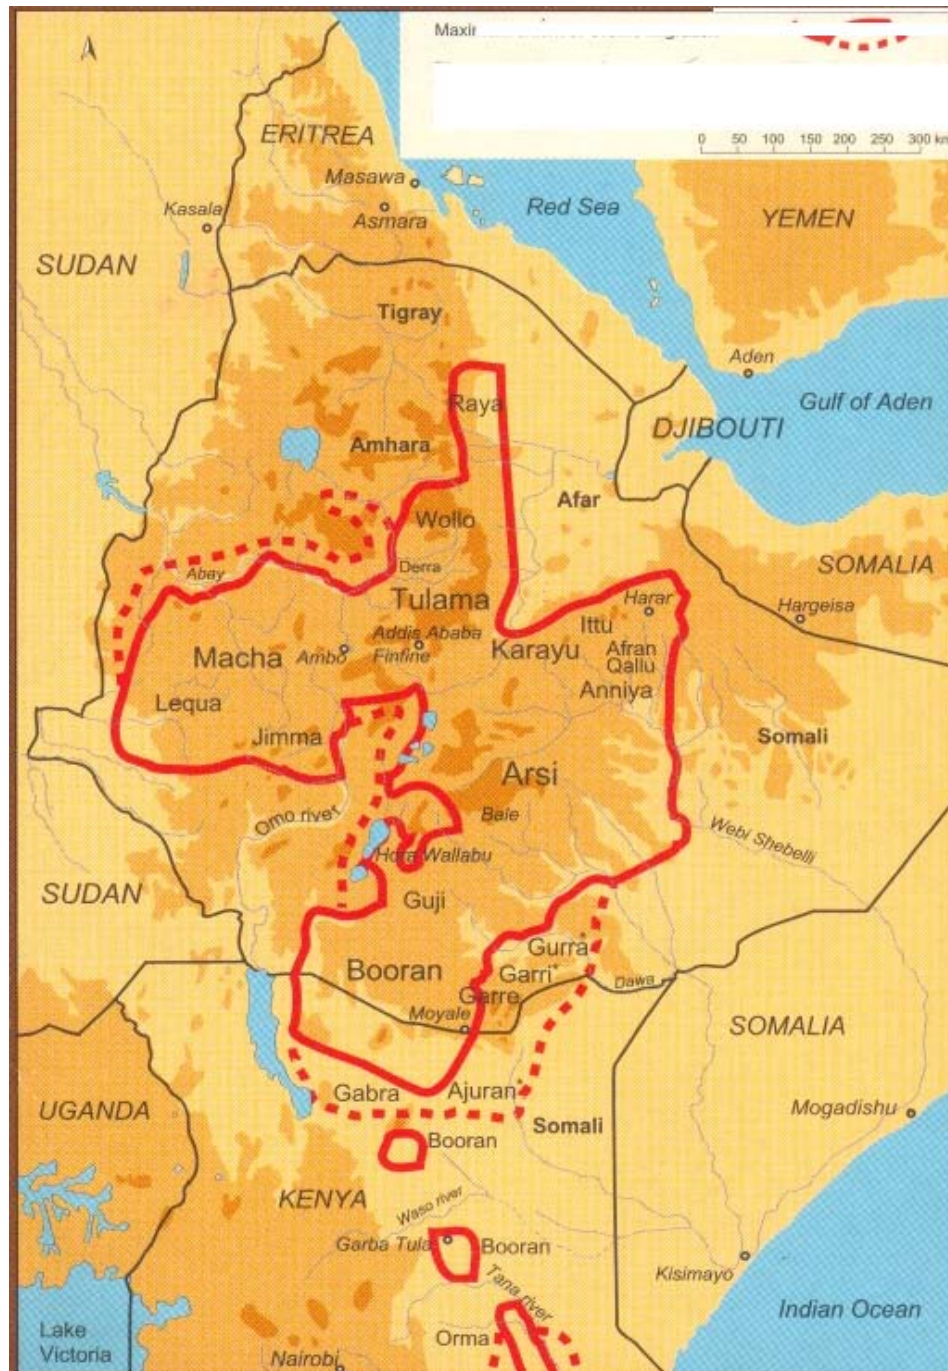 Maxi
0 50 100 150 200 250 300 km
ERITREA
Masawa
Asmara
Red Sea
YEMEN
Kasala
SUDAN
Tigray
Aden
Raya
Gulf of Aden
DJIBOUTI
Amhara
Afar
Wollo
SOMALIA
Abay
Derra
Tulama
Harar
Hargeisa
Ittu
Addis Ababa
Macha
Ambo
Finfine
Karayu
Afran
Qallu
Anniya
Lequa
Jimma
Somali
Arsi
Omo river
Bale
Webi Shebelli
Hora Wallabu
SUDAN
Guji
Gurra
Booran
Garri
Garre
Dawa
Moyale
SOMALIA
Gabra
Ajuran
UGANDA
Somali
Mogadishu
Booran
KENYA
Waso river
Garba Tula
Booran
Kisimayo
Tana river
Indian Ocean
Lake
Victoria
Orma
Nairobi